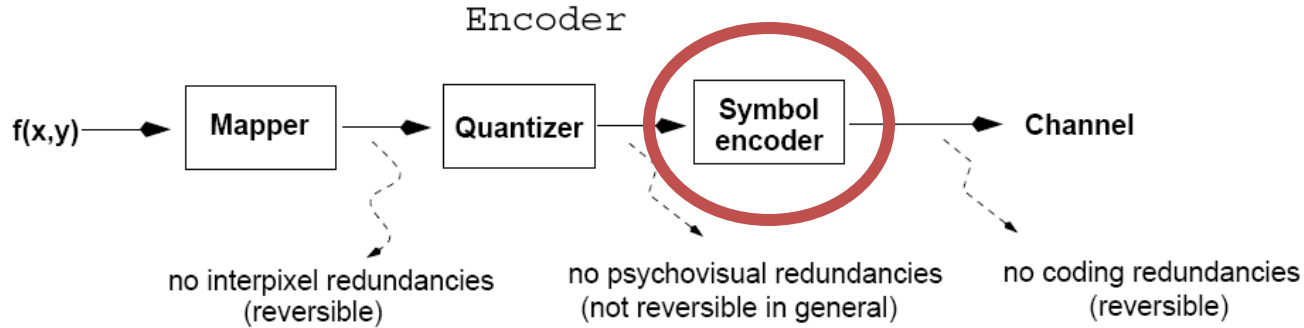 Encoder
f(x,y)
Mapper
Quantizer
Symbol
encoder
Channel
no interpixel redundancies
(reversible)
no psychovisual redundancies
(not reversible in general)
no coding redundancies
(reversible)